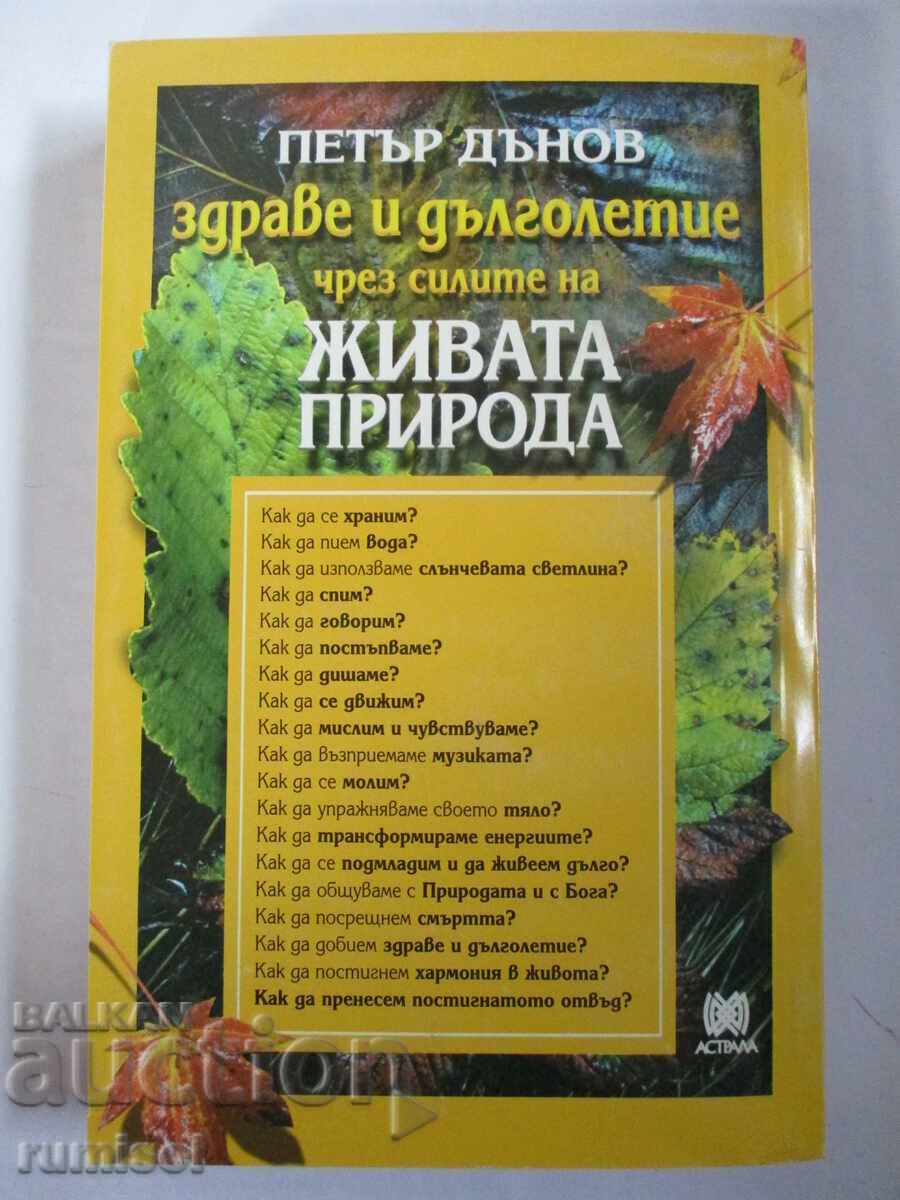 ПЕТЪР ДЪНОВ
здраве и дълголетие
чрез силите на
ЖИВАТА
ПРИРОДА
Как да се храним?
Как да пием вода?
Как да използваме слънчевата светлина?
Как да спим?
Как да говорим?
Как да постъпваме?
Как да дишаме?
Как да се движим?
Как да мислим и чувствуваме?
Как да възприемаме музиката?
Как да се молим?
Как да упражняваме своето тяло?
Как да трансформираме енергиите?
Как да се подмладим и да живеем дълго?
Как да общуваме с Природата и с Бога?
Как да посрещнем смъртта?
Как да добием здраве и дълголетие?
Как да постигнем хармония в живота?
Как да пренесем постигнатото отвъд?
АСТРАЛА
BALKAN
auction
rumisol